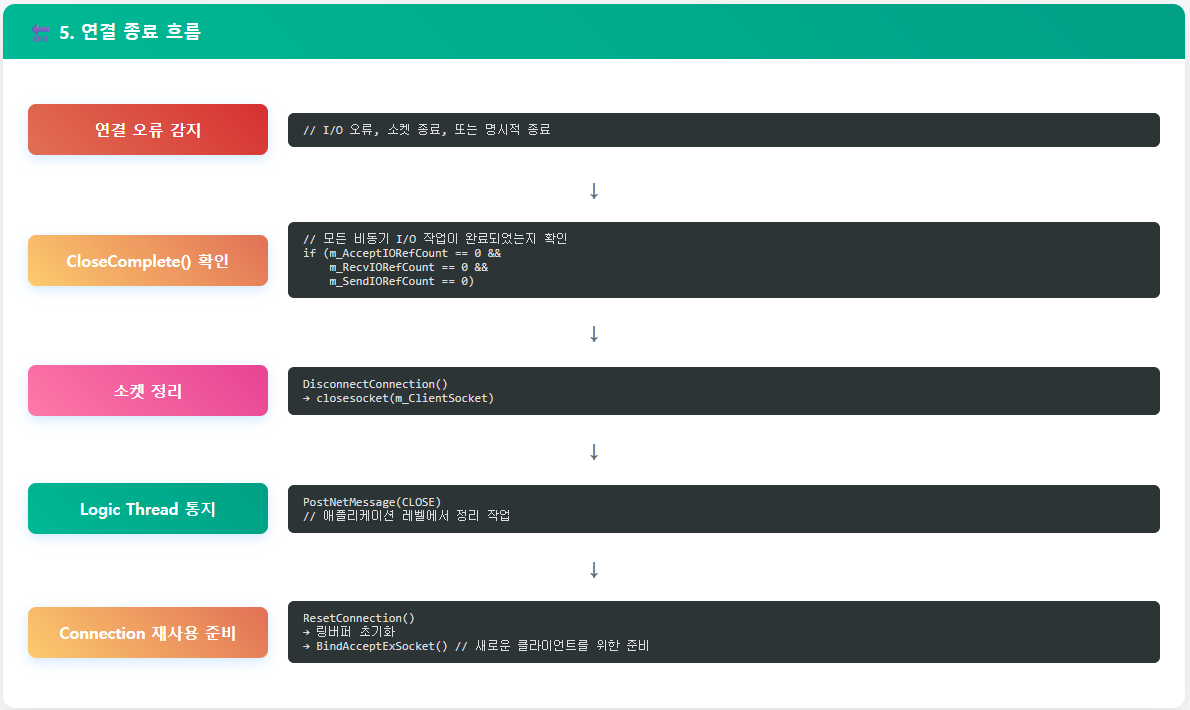 🔚 5. 연결 종료 흐름
연결 오류 감지
// I/O 오류, 소켓 종료, 또는 명시적 종료
↓
CloseComplete() 확인
// 모든 비동기 I/O 작업이 완료되었는지 확인
if (m_AcceptIORefCount == 0 &&
    m_RecvIORefCount == 0 &&
    m_SendIORefCount == 0)
↓
소켓 정리
DisconnectConnection()
→ closesocket(m_ClientSocket)
↓
Logic Thread 통지
PostNetMessage(CLOSE)
// 애플리케이션 레벨에서 정리 작업
↓
Connection 재사용 준비
ResetConnection()
→ 링버퍼 초기화
→ BindAcceptExSocket() // 새로운 클라이언트를 위한 준비